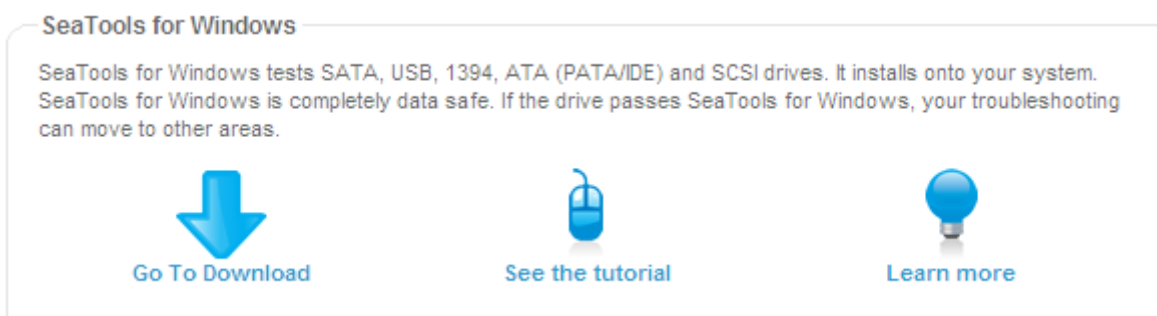 SeaTools for Windows
SeaTools for Windows tests SATA, USB, 1394, ATA (PATA/IDE) and SCSI drives. It installs onto your system.
SeaTools for Windows is completely data safe. If the drive passes SeaTools for Windows, your troubleshooting
can move to other areas.
Go To Download
See the tutorial
Learn more